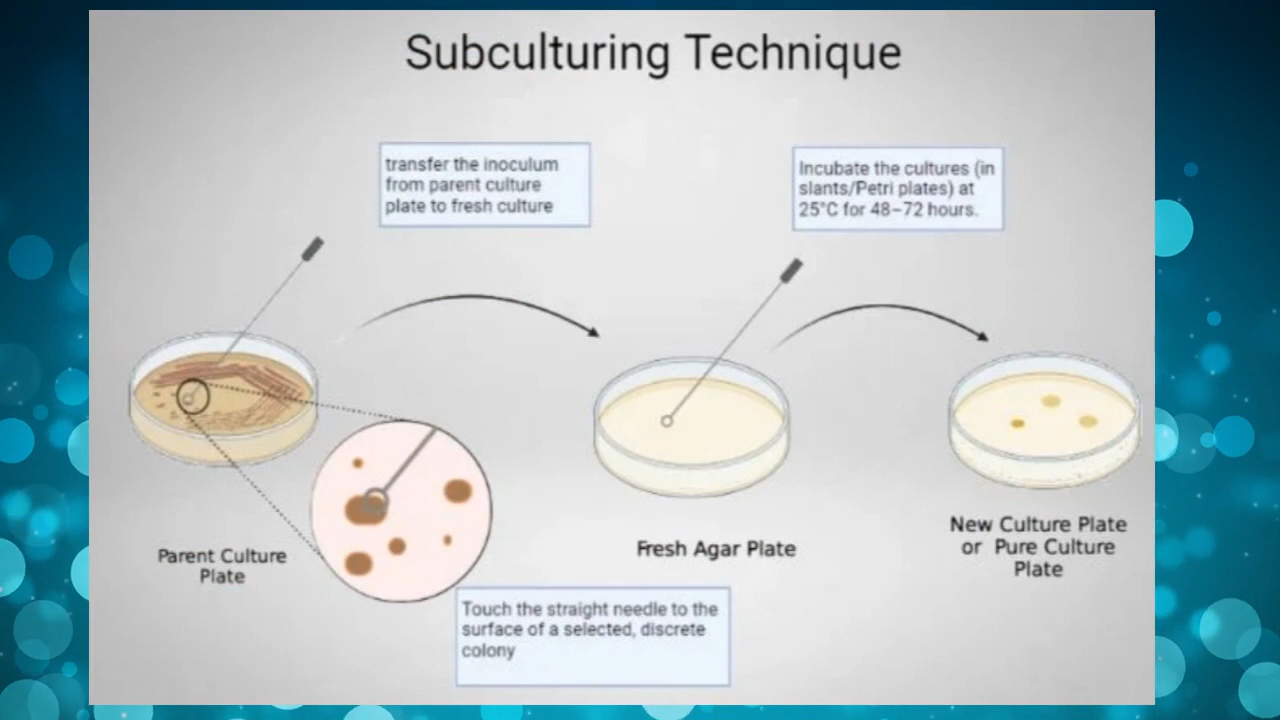 Subculturing Technique
transfer the inoculum
from parent culture
plate to fresh culture
Incubate the cultures (in
slants/Petri plates) at
25°C for 48–72 hours.
Parent Culture
Plate
Touch the straight needle to the
surface of a selected, discrete
colony
Fresh Agar Plate
New Culture Plate
or Pure Culture
Plate